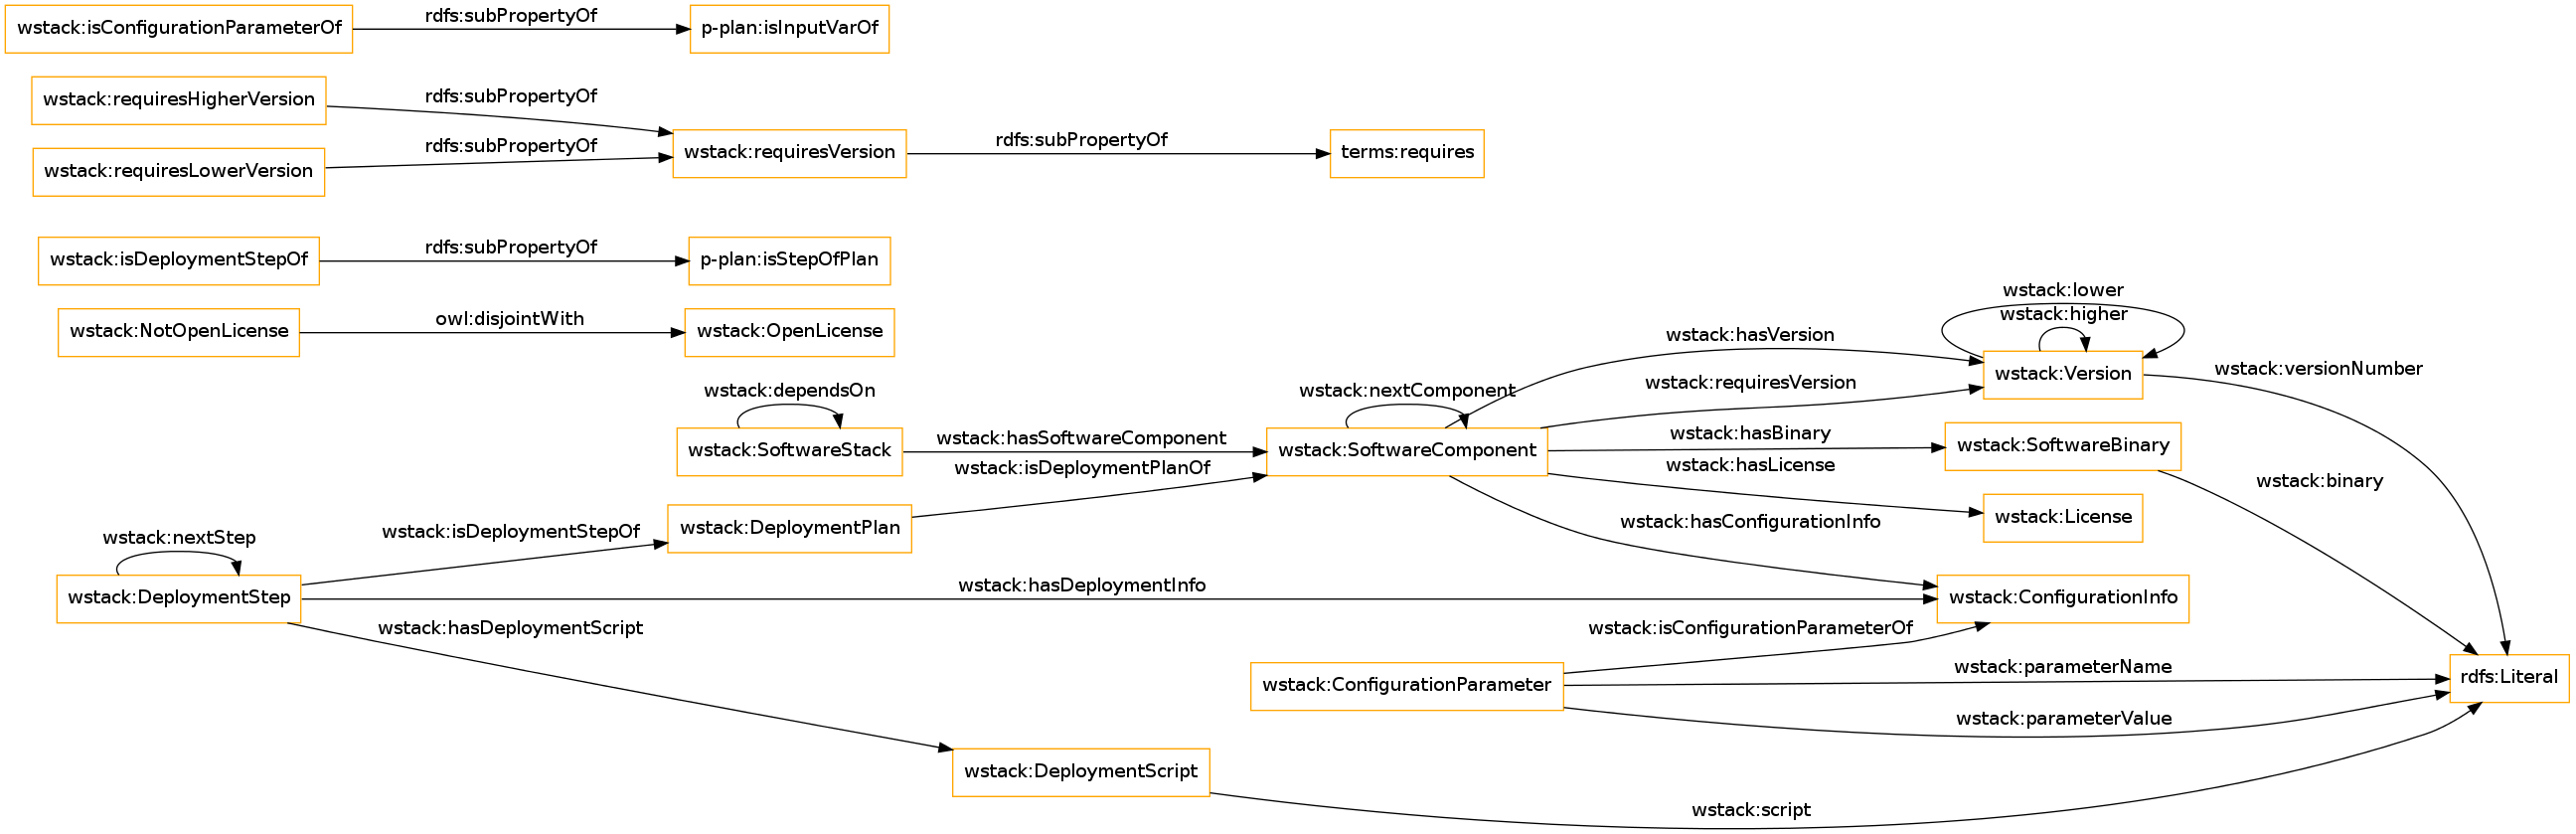 wstack:isConfigurationParameterOf
rdfs:subPropertyOf
p-plan:isInputVarOf
wstack:requiresHigherVersion
rdfs:subPropertyOf
wstack:requiresLowerVersion
rdfs:subPropertyOf
wstack:requiresVersion
rdfs:subPropertyOf
terms:requires
wstack:isDeploymentStepOf
rdfs:subPropertyOf
p-plan:isStepOfPlan
wstack:NotOpenLicense
owl:disjointWith
wstack:OpenLicense
wstack:lower
wstack:higher
wstack:hasVersion
wstack:Version
wstack:versionNumber
wstack:dependsOn
wstack:nextComponent
wstack:requiresVersion
wstack:SoftwareStack
wstack:hasSoftwareComponent
wstack:SoftwareComponent
wstack:hasBinary
wstack:SoftwareBinary
wstack:isDeploymentPlanOf
wstack:hasLicense
wstack:binary
wstack:License
wstack:nextStep
wstack:isDeploymentStepOf
wstack:DeploymentPlan
wstack:hasConfigurationInfo
wstack:DeploymentStep
wstack:hasDeploymentInfo
wstack:ConfigurationInfo
wstack:hasDeploymentScript
wstack:isConfigurationParameterOf
wstack:ConfigurationParameter
wstack:parameterName
rdfs:Literal
wstack:parameterValue
wstack:DeploymentScript
wstack:script